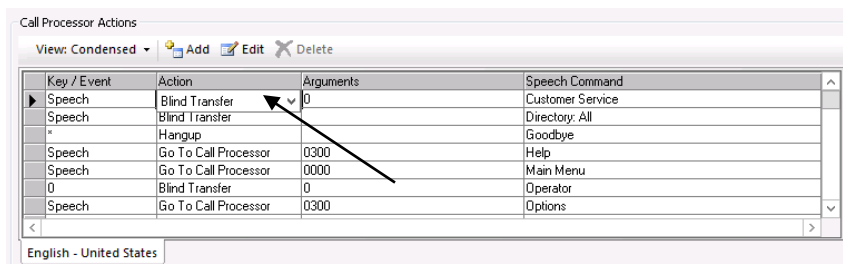 Call Processor Actions
View: Condensed Add Edit Delete
Key / Event Action Arguments Speech Command
Speech Blind Transfer 0 Customer Service
Speech Blind Transfer Directory: All
* Hangup Goodbye
Speech Go To Call Processor 0300 Help
Speech Go To Call Processor 0000 Main Menu
0 Blind Transfer 0 Operator
Speech Go To Call Processor 0300 Options
English - United States